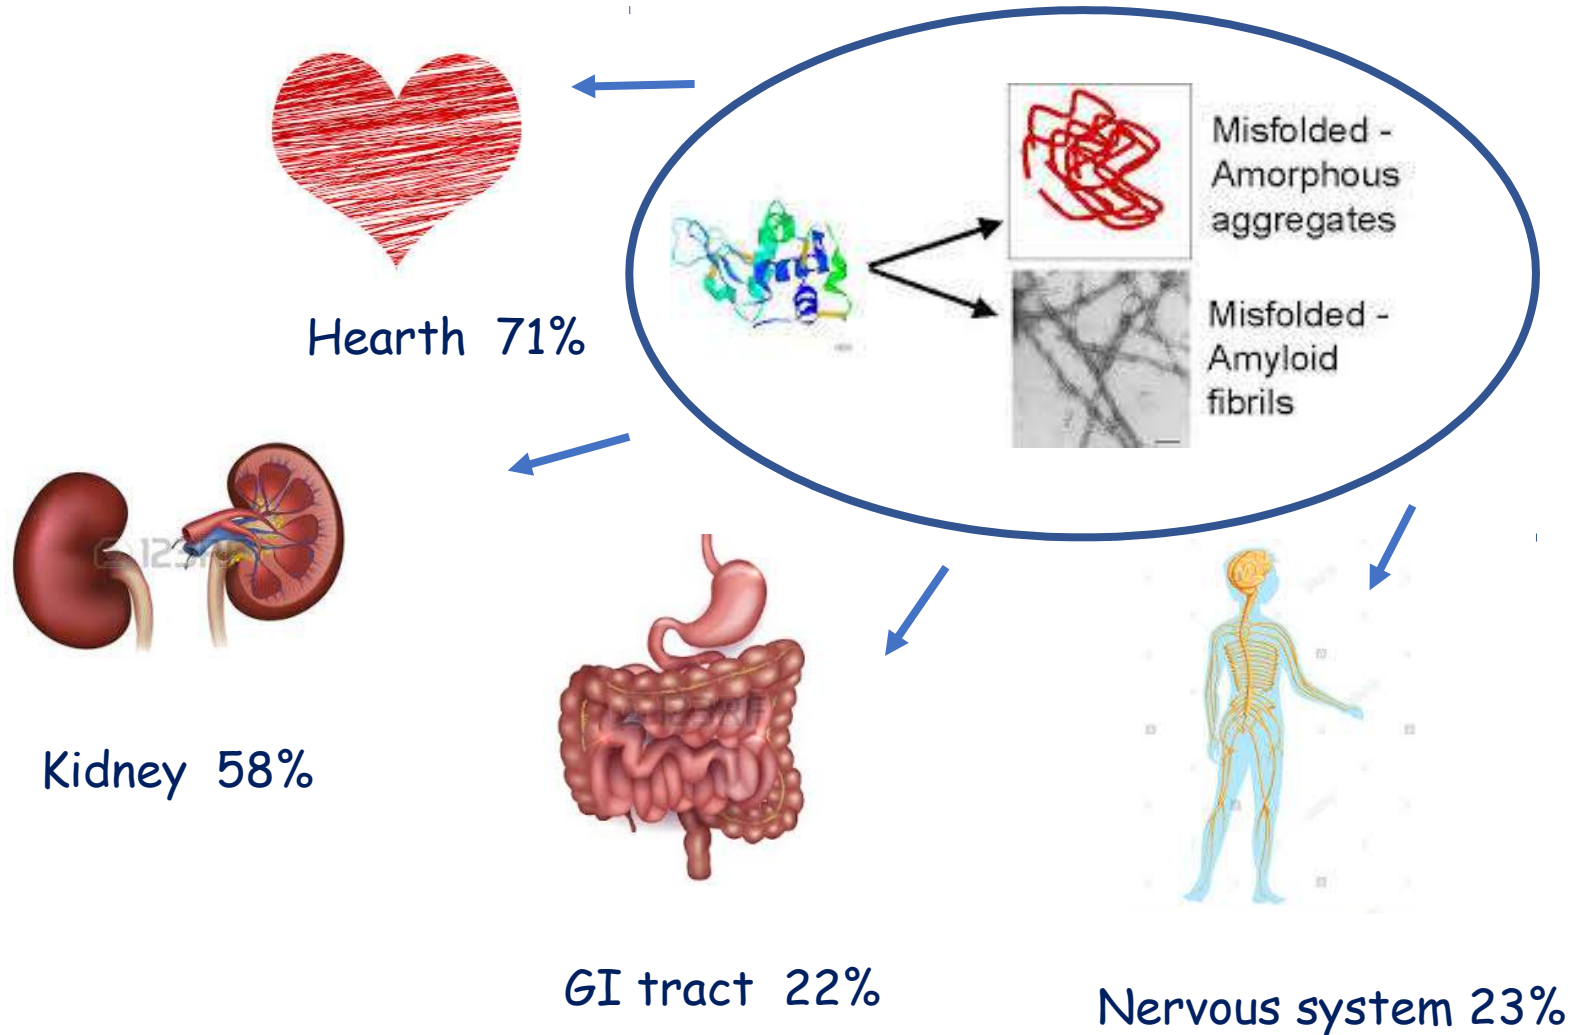 Misfolded -
Amorphous
aggregates
Misfolded -
Amyloid
fibrils
Hearth 71%
Kidney 58%
GI tract 22%
Nervous system 23%